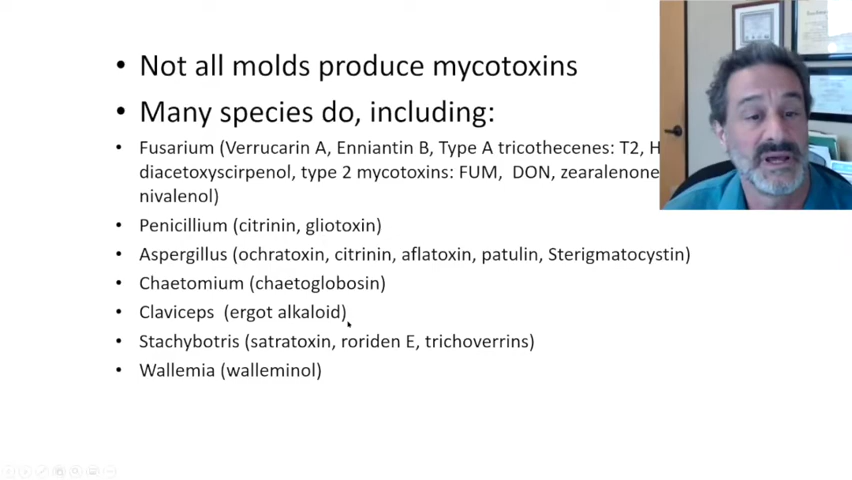 Not all molds produce mycotoxins
Many species do, including:
Fusarium (Verrucarin A, Enniantin B, Type A tricothecenes: T2, H
diacetoxyscirpenol, type 2 mycotoxins: FUM, DON, zearalenone
nivalenol)
Penicillium (citrinin, gliotoxin)
Aspergillus (ochratoxin, citrinin, aflatoxin, patulin, Sterigmatocystin)
Chaetomium (chaetoglobosin)
Claviceps (ergot alkaloid)
Stachybotris (satratoxin, roriden E, trichoverrins)
Wallemia (walleminol)